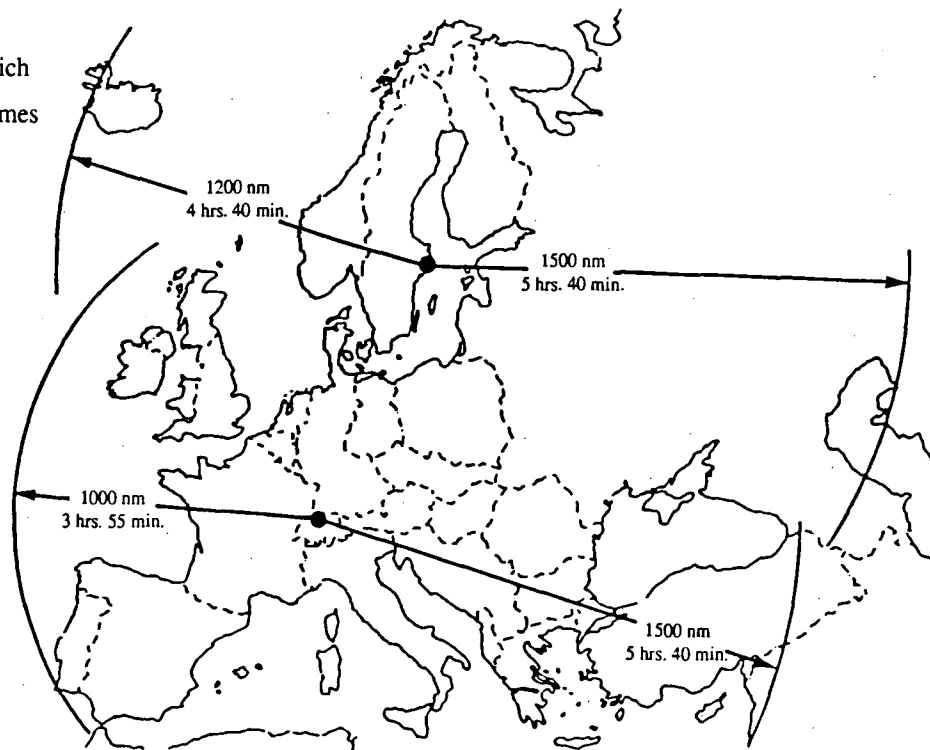 ich
mes
1200 nm
4 hrs. 40 min.
1500 nm
5 hrs. 40 min.
1000 nm
3 hrs. 55 min.
1500 nm
5 hrs. 40 min.